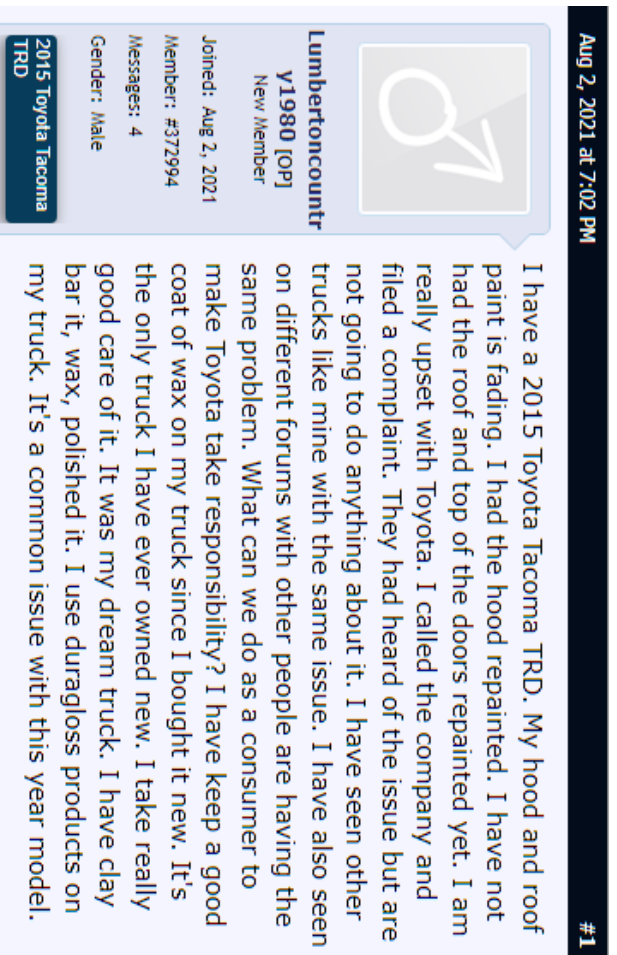 Aug 2, 2021 at 7:02 PM
#1
Lumbertoncountr
y1980 [OP]
New Member
Joined: Aug 2, 2021
Member: #372994
Messages: 4
Gender: Male
2015 Toyota Tacoma
TRD
I have a 2015 Toyota Tacoma TRD. My hood and roof
paint is fading. I had the hood repainted. I have not
had the roof and top of the doors repainted yet. I am
really upset with Toyota. I called the company and
filed a complaint. They had heard of the issue but are
not going to do anything about it. I have seen other
trucks like mine with the same issue. I have also seen
on different forums with other people are having the
same problem. What can we do as a consumer to
make Toyota take responsibility? I have keep a good
coat of wax on my truck since I bought it new. It's
the only truck I have ever owned new. I take really
good care of it. It was my dream truck. I have clay
bar it, wax, polished it. I use duragloss products on
my truck. It's a common issue with this year model.